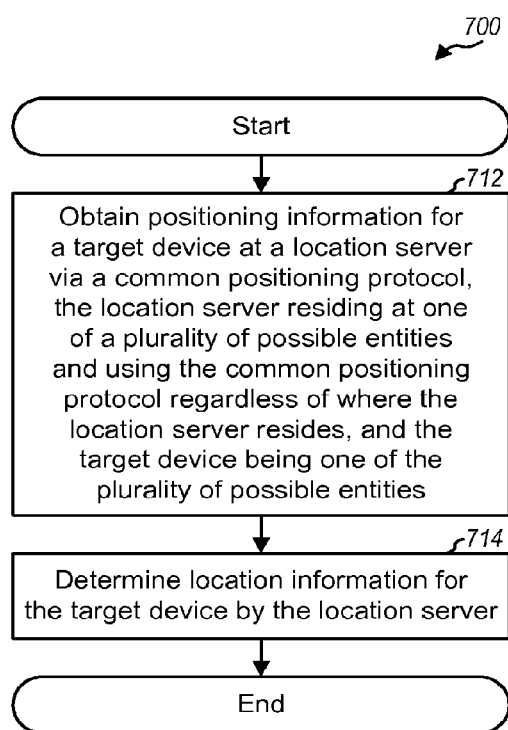 700
Start
712
Obtain positioning information for
a target device at a location server
via a common positioning protocol,
the location server residing at one
of a plurality of possible entities
and using the common positioning
protocol regardless of where the
location server resides, and the
target device being one of the
plurality of possible entities
714
Determine location information for
the target device by the location server
End